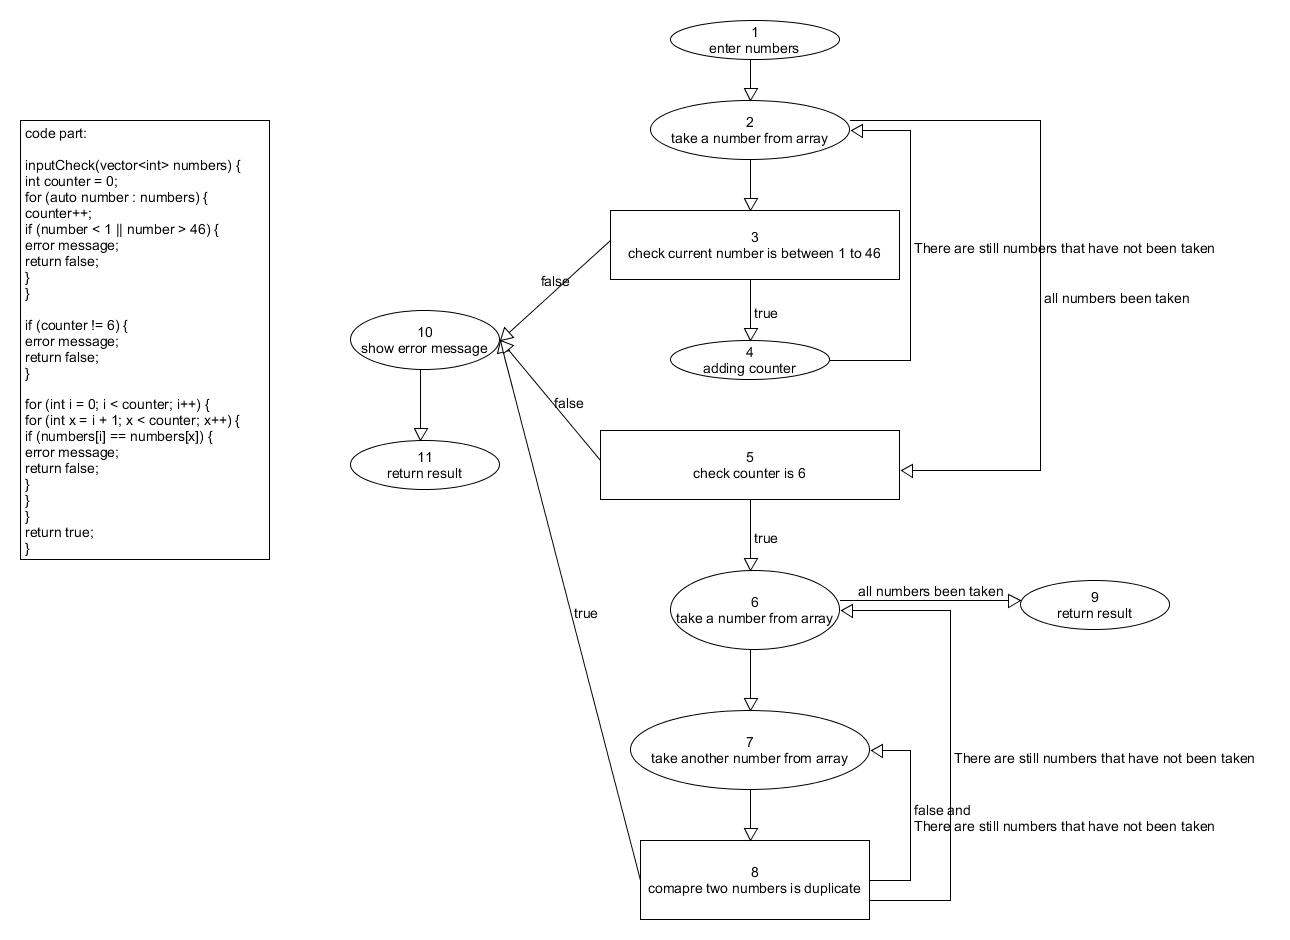 code part:
inputCheck(vector<int> numbers) {
int counter = 0;
for (auto number : numbers) {
counter++;
if (number < 1 || number > 46) {
error message;
return false;
}
}
if (counter != 6) {
error message;
return false;
}
for (int i = 0; i < counter; i++) {
for (int x = i + 1; x < counter; x++) {
if (numbers[i] == numbers[x]) {
error message;
return false;
}
}
}
return true;
}
1
enter numbers
2
take a number from array
3
check current number is between 1 to 46
There are still numbers that have not been taken
false
all numbers been taken
true
10
show error message
4
adding counter
false
11
return result
5
check counter is 6
true
all numbers been taken
9
return result
6
take a number from array
true
7
take another number from array
There are still numbers that have not been taken
false and
There are still numbers that have not been taken
8
comapre two numbers is duplicate